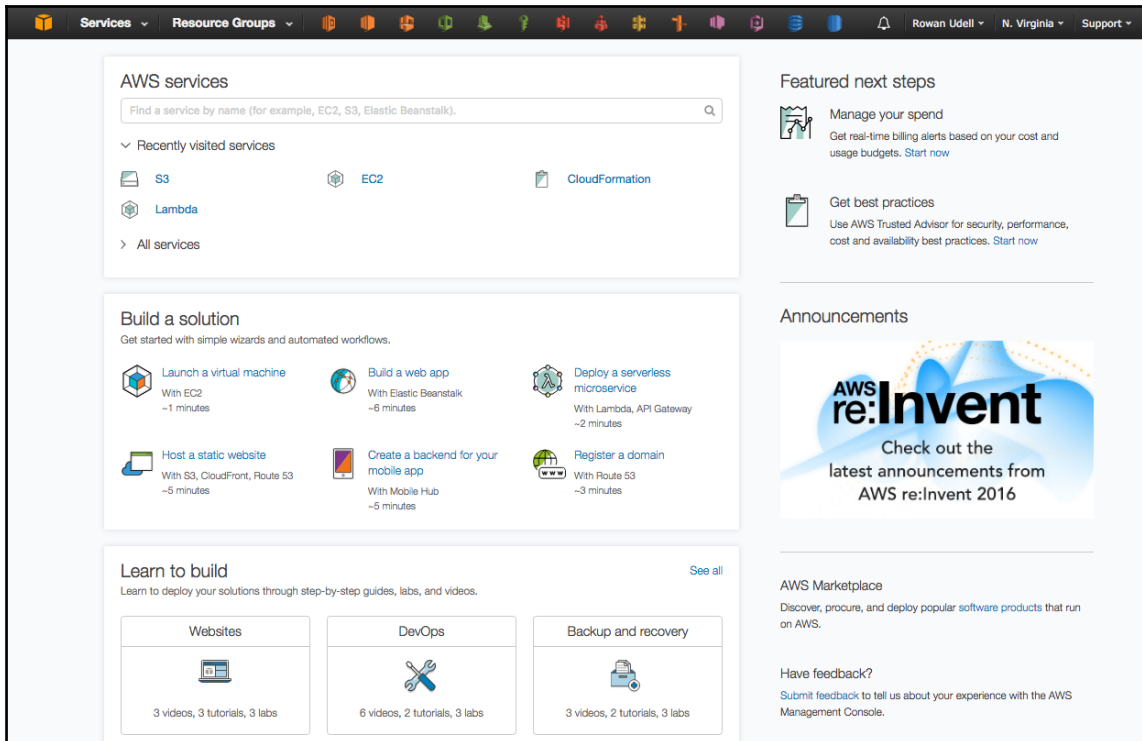 Services Resource Groups Rowan Udell N. Virginia Support
AWS services
Find a service by name (for example, EC2, S3, Elastic Beanstalk).
Recently visited services
S3 EC2 CloudFormation
Lambda
All services
Build a solution
Get started with simple wizards and automated workflows.
Launch a virtual machine
With EC2
~1 minutes
Build a web app
With Elastic Beanstalk
~6 minutes
Deploy a serverless
microservice
With Lambda, API Gateway
~2 minutes
Host a static website
With S3, CloudFront, Route 53
~5 minutes
Create a backend for your
mobile app
With Mobile Hub
~5 minutes
Register a domain
With Route 53
~3 minutes
www
Learn to build
See all
Learn to deploy your solutions through step-by-step guides, labs, and videos.
Websites
3 videos, 3 tutorials, 3 labs
DevOps
6 videos, 2 tutorials, 3 labs
Backup and recovery
3 videos, 2 tutorials, 3 labs
Featured next steps
Manage your spend
Get real-time billing alerts based on your cost and
usage budgets. Start now
Get best practices
Use AWS Trusted Advisor for security, performance,
cost and availability best practices. Start now
Announcements
AWS
re:Invent
Check out the
latest announcements from
AWS re:Invent 2016
AWS Marketplace
Discover, procure, and deploy popular software products that run
on AWS.
Have feedback?
Submit feedback to tell us about your experience with the AWS
Management Console.